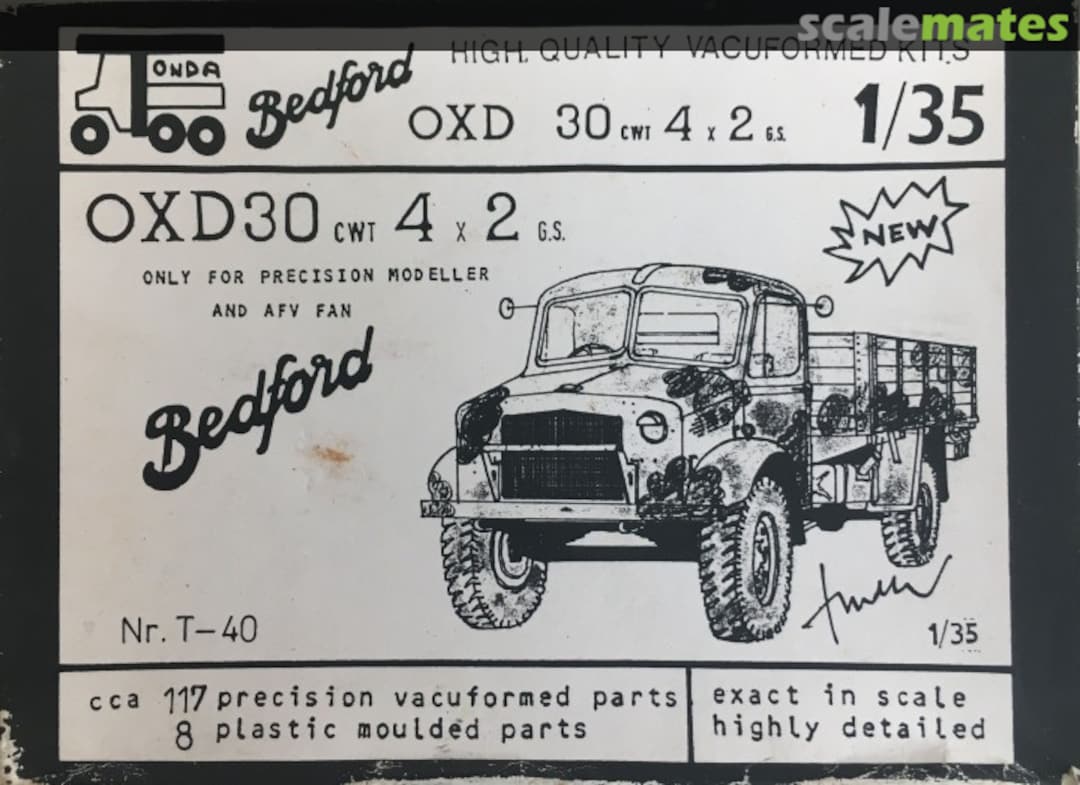 scalemates
TONDA
Bedford
HIGH QUALITY VACUFORMED KITS
OXD 30 CWT 4 x 2 G.S.
1/35
OXD30 CWT 4 x 2 G.S.
NEW
ONLY FOR PRECISION MODELLER
AND AFV FAN
Bedford
Nr. T-40
1/35
cca 117 precision vacuformed parts
8 plastic moulded parts
exact in scale
highly detailed